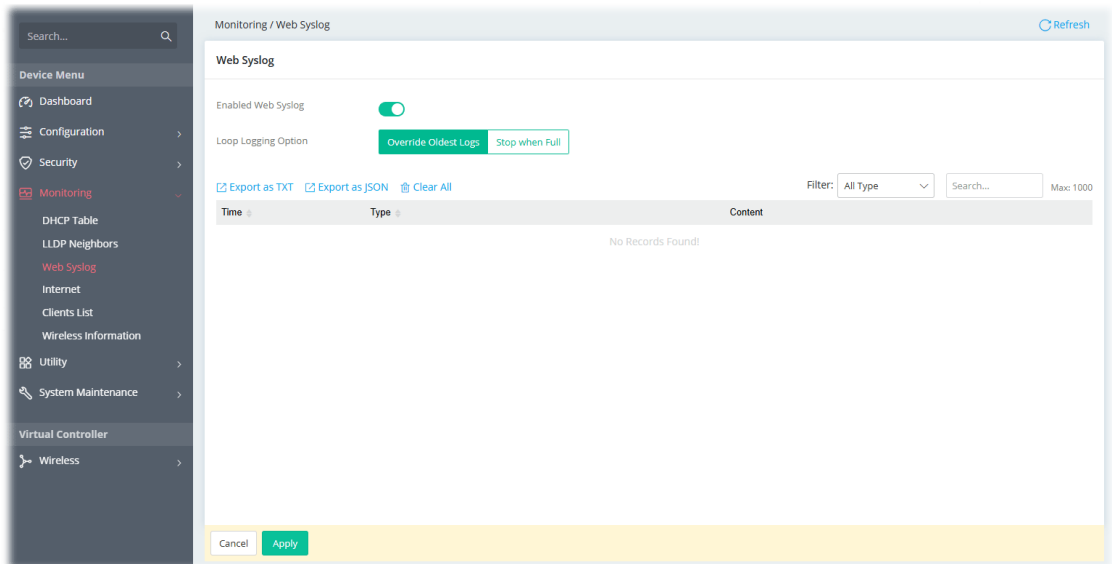 Search...
Device Menu
Dashboard
Configuration
Security
Monitoring
DHCP Table
LLDP Neighbors
Web Syslog
Internet
Clients List
Wireless Information
Utility
System Maintenance
Virtual Controller
Wireless
Monitoring / Web Syslog
Refresh
Web Syslog
Enabled Web Syslog
Loop Logging Option
Override Oldest Logs Stop when Full
Export as TXT Export as JSON Clear All Filter: All Type Search... Max: 1000
Time Type Content
No Records Found!
Cancel Apply